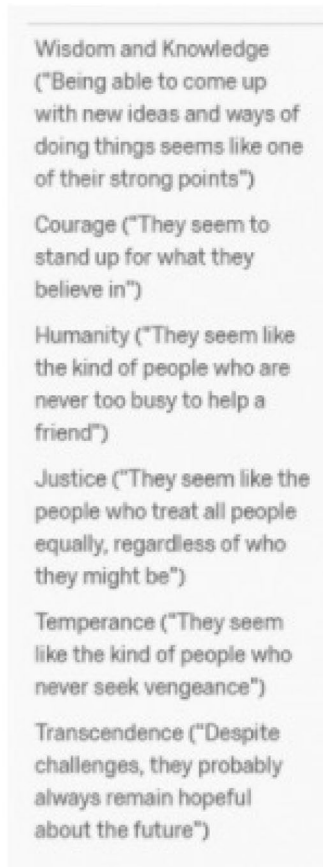 Wisdom and Knowledge
("Being able to come up
with new ideas and ways of
doing things seems like one
of their strong points")
Courage ("They seem to
stand up for what they
believe in")
Humanity ("They seem like
the kind of people who are
never too busy to help a
friend")
Justice ("They seem like the
people who treat all people
equally, regardless of who
they might be")
Temperance ("They seem
like the kind of people who
never seek vengeance")
Transcendence ("Despite
challenges, they probably
always remain hopeful
about the future")